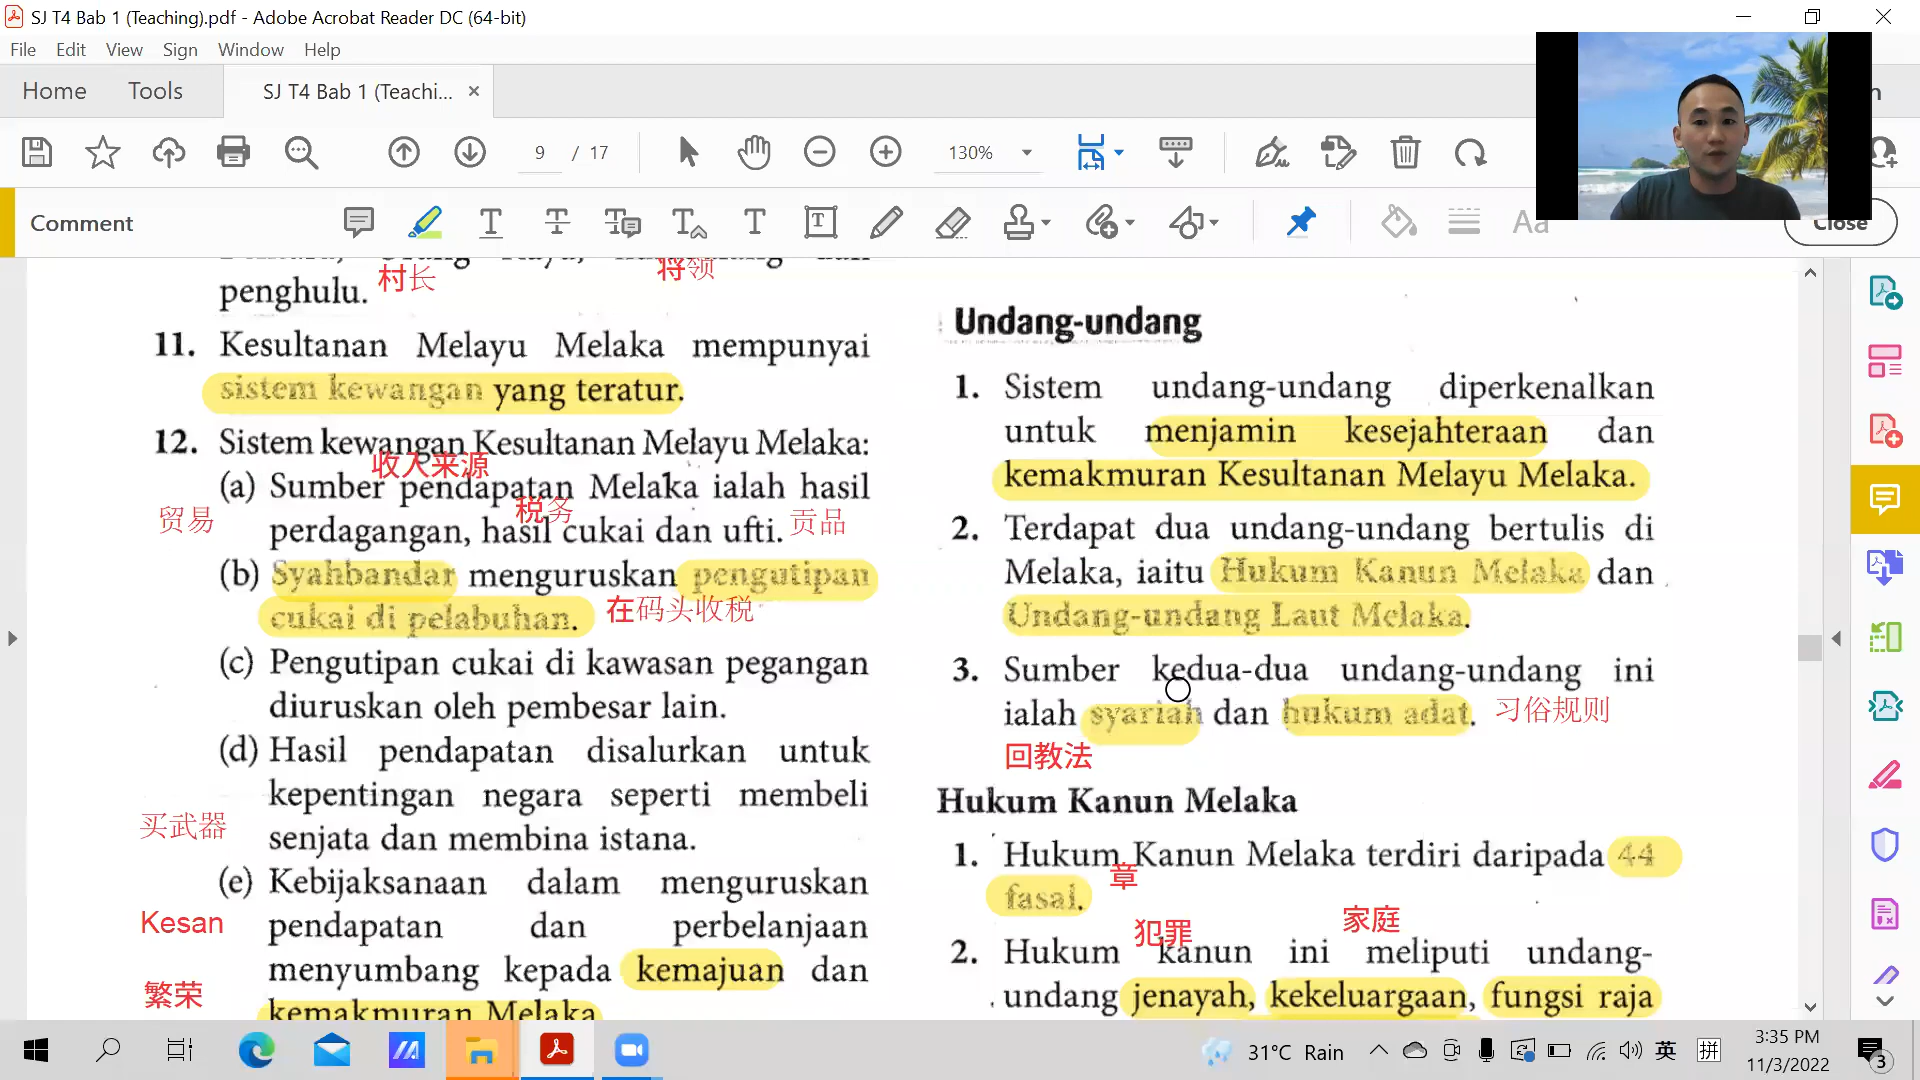 SJ T4 Bab 1 (Teaching).pdf - Adobe Acrobat Reader DC (64-bit)
File Edit View Sign Window Help
Home Tools SJ T4 Bab 1 (Teachi... ×
9 / 17 130%
Comment
Close
村长 将领
penghulu.
11. Kesultanan Melayu Melaka mempunyai
sistem kewangan yang teratur.
12. Sistem kewangan Kesultanan Melayu Melaka:
收入来源
(a) Sumber pendapatan Melaka ialah hasil
贸易 税务
perdagangan, hasil cukai dan ufti. 贡品
(b) Syahbandar menguruskan pengutipan
cukai di pelabuhan. 在码头收税
(c) Pengutipan cukai di kawasan pegangan
diuruskan oleh pembesar lain.
(d) Hasil pendapatan disalurkan untuk
kepentingan negara seperti membeli
买武器
senjata dan membina istana.
(e) Kebijaksanaan dalam menguruskan
Kesan
pendapatan dan perbelanjaan
menyumbang kepada kemajuan dan
繁荣
kemakmuran Melaka
Undang-undang
1. Sistem undang-undang diperkenalkan
untuk menjamin kesejahteraan dan
kemakmuran Kesultanan Melayu Melaka.
2. Terdapat dua undang-undang bertulis di
Melaka, iaitu Hukum Kanun Melaka dan
Undang-undang Laut Melaka.
3. Sumber kedua-dua undang-undang ini
ialah syariah dan hukum adat. 习俗规则
回教法
Hukum Kanun Melaka
1. Hukum Kanun Melaka terdiri daripada 44
章
fasal.
犯罪 家庭
2. Hukum kanun ini meliputi undang-
undang jenayah, kekeluargaan, fungsi raja
31°C Rain 英 拼 3:35 PM
11/3/2022 3